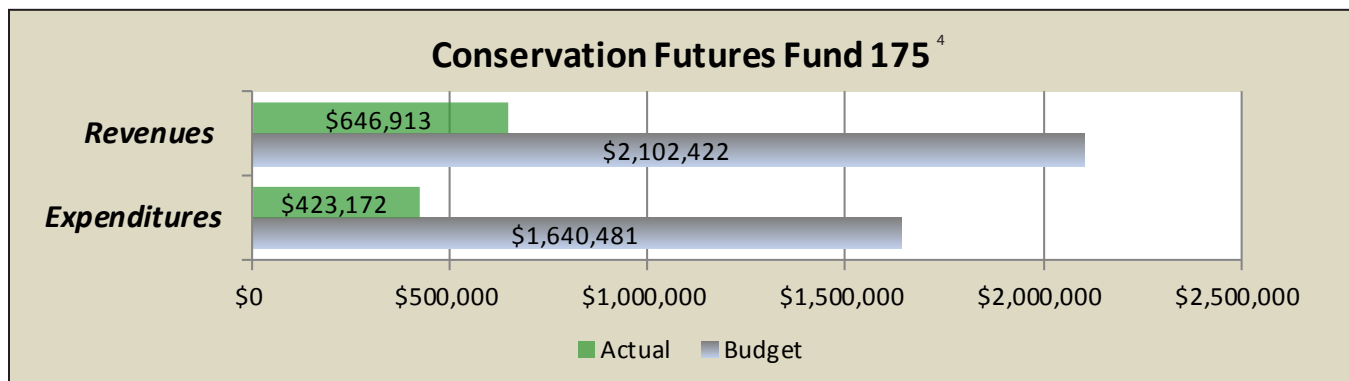 Conservation Futures Fund 175 4
Revenues
$646,913
$2,102,422
Expenditures
$423,172
$1,640,481
$0 $500,000 $1,000,000 $1,500,000 $2,000,000 $2,500,000
Actual Budget